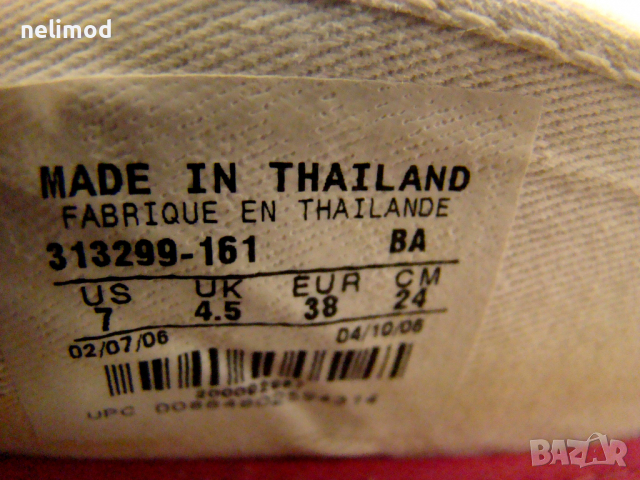 nelimod
MADE IN THAILAND
FABRIQUE EN THAILANDE
313299-161 BA
US UK EUR CM
7 4.5 38 24
02/07/06 04/10/06
UPC
BAZAR